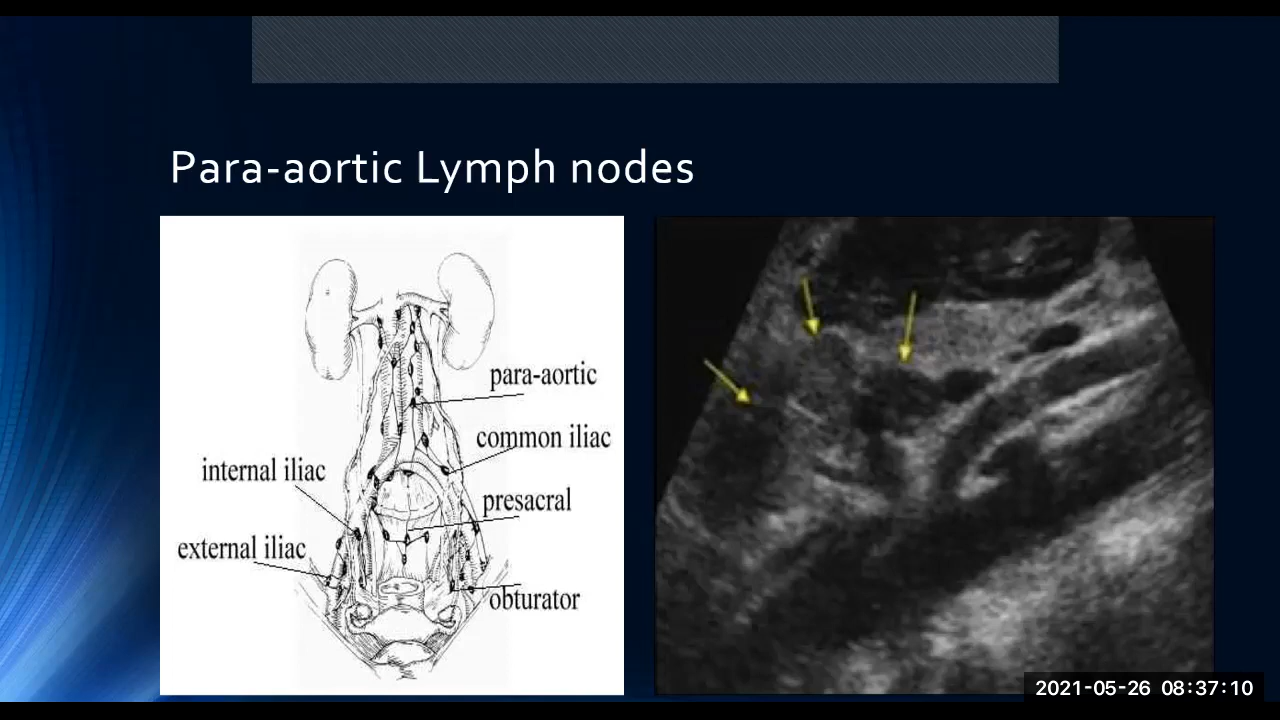 Para-aortic Lymph nodes
para-aortic
common iliac
internal iliac
presacral
external iliac
obturator
2021-05-26 08:37:10